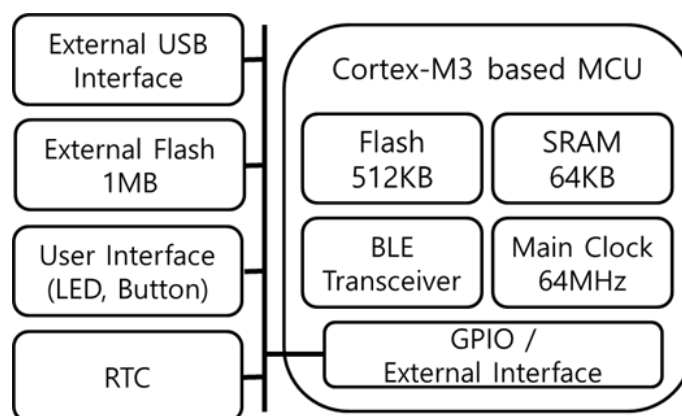 External USB
Interface
External Flash
1MB
User Interface
(LED, Button)
RTC
Cortex-M3 based MCU
Flash
512KB
SRAM
64KB
BLE
Transceiver
Main Clock
64MHz
GPIO /
External Interface